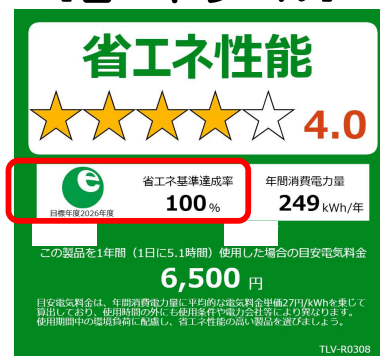 省エネ性能
4.0
e
省エネ基準達成率
年間消費電力量
目標年度2026年度
100%
249kWh/年
この製品を1年間（1日に5.1時間）使用した場合の目安電気料金
6,500円
目安電気料金は、年間消費電力量に平均的な電気料金単価27円/kWhを乗じて
算出しており、使用時間の外にも使用条件や電力会社等により異なります。
使用期間中の環境負荷に配慮し、省エネ性能の高い製品を選びましょう。
TLV-R0308